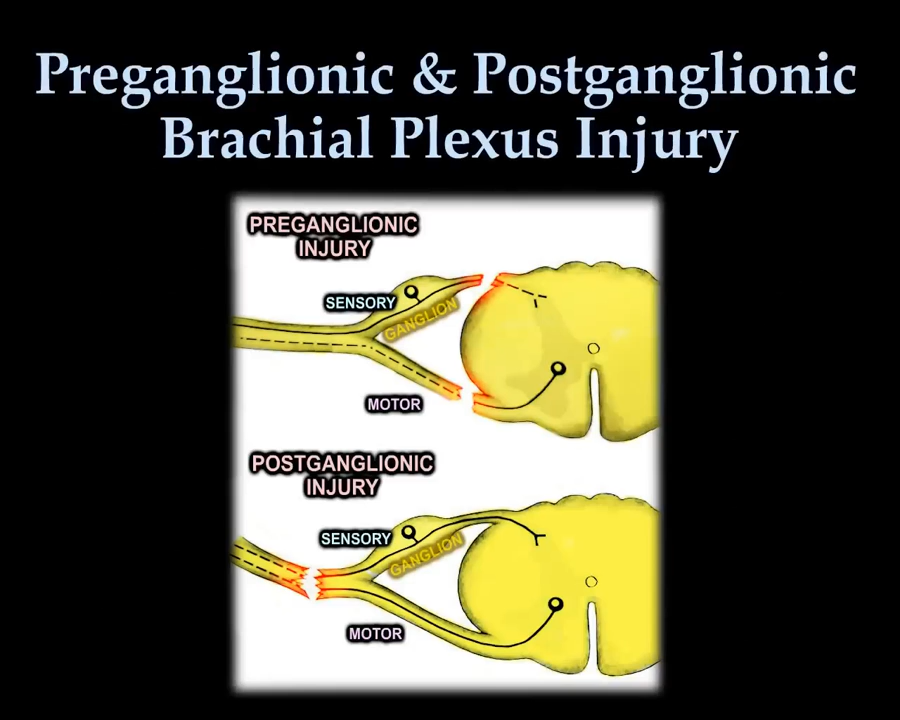 Preganglionic & Postganglionic
Brachial Plexus Injury
PREGANGLIONIC
INJURY
SENSORY
GANGLION
MOTOR
POSTGANGLIONIC
INJURY
SENSORY
GANGLION
MOTOR